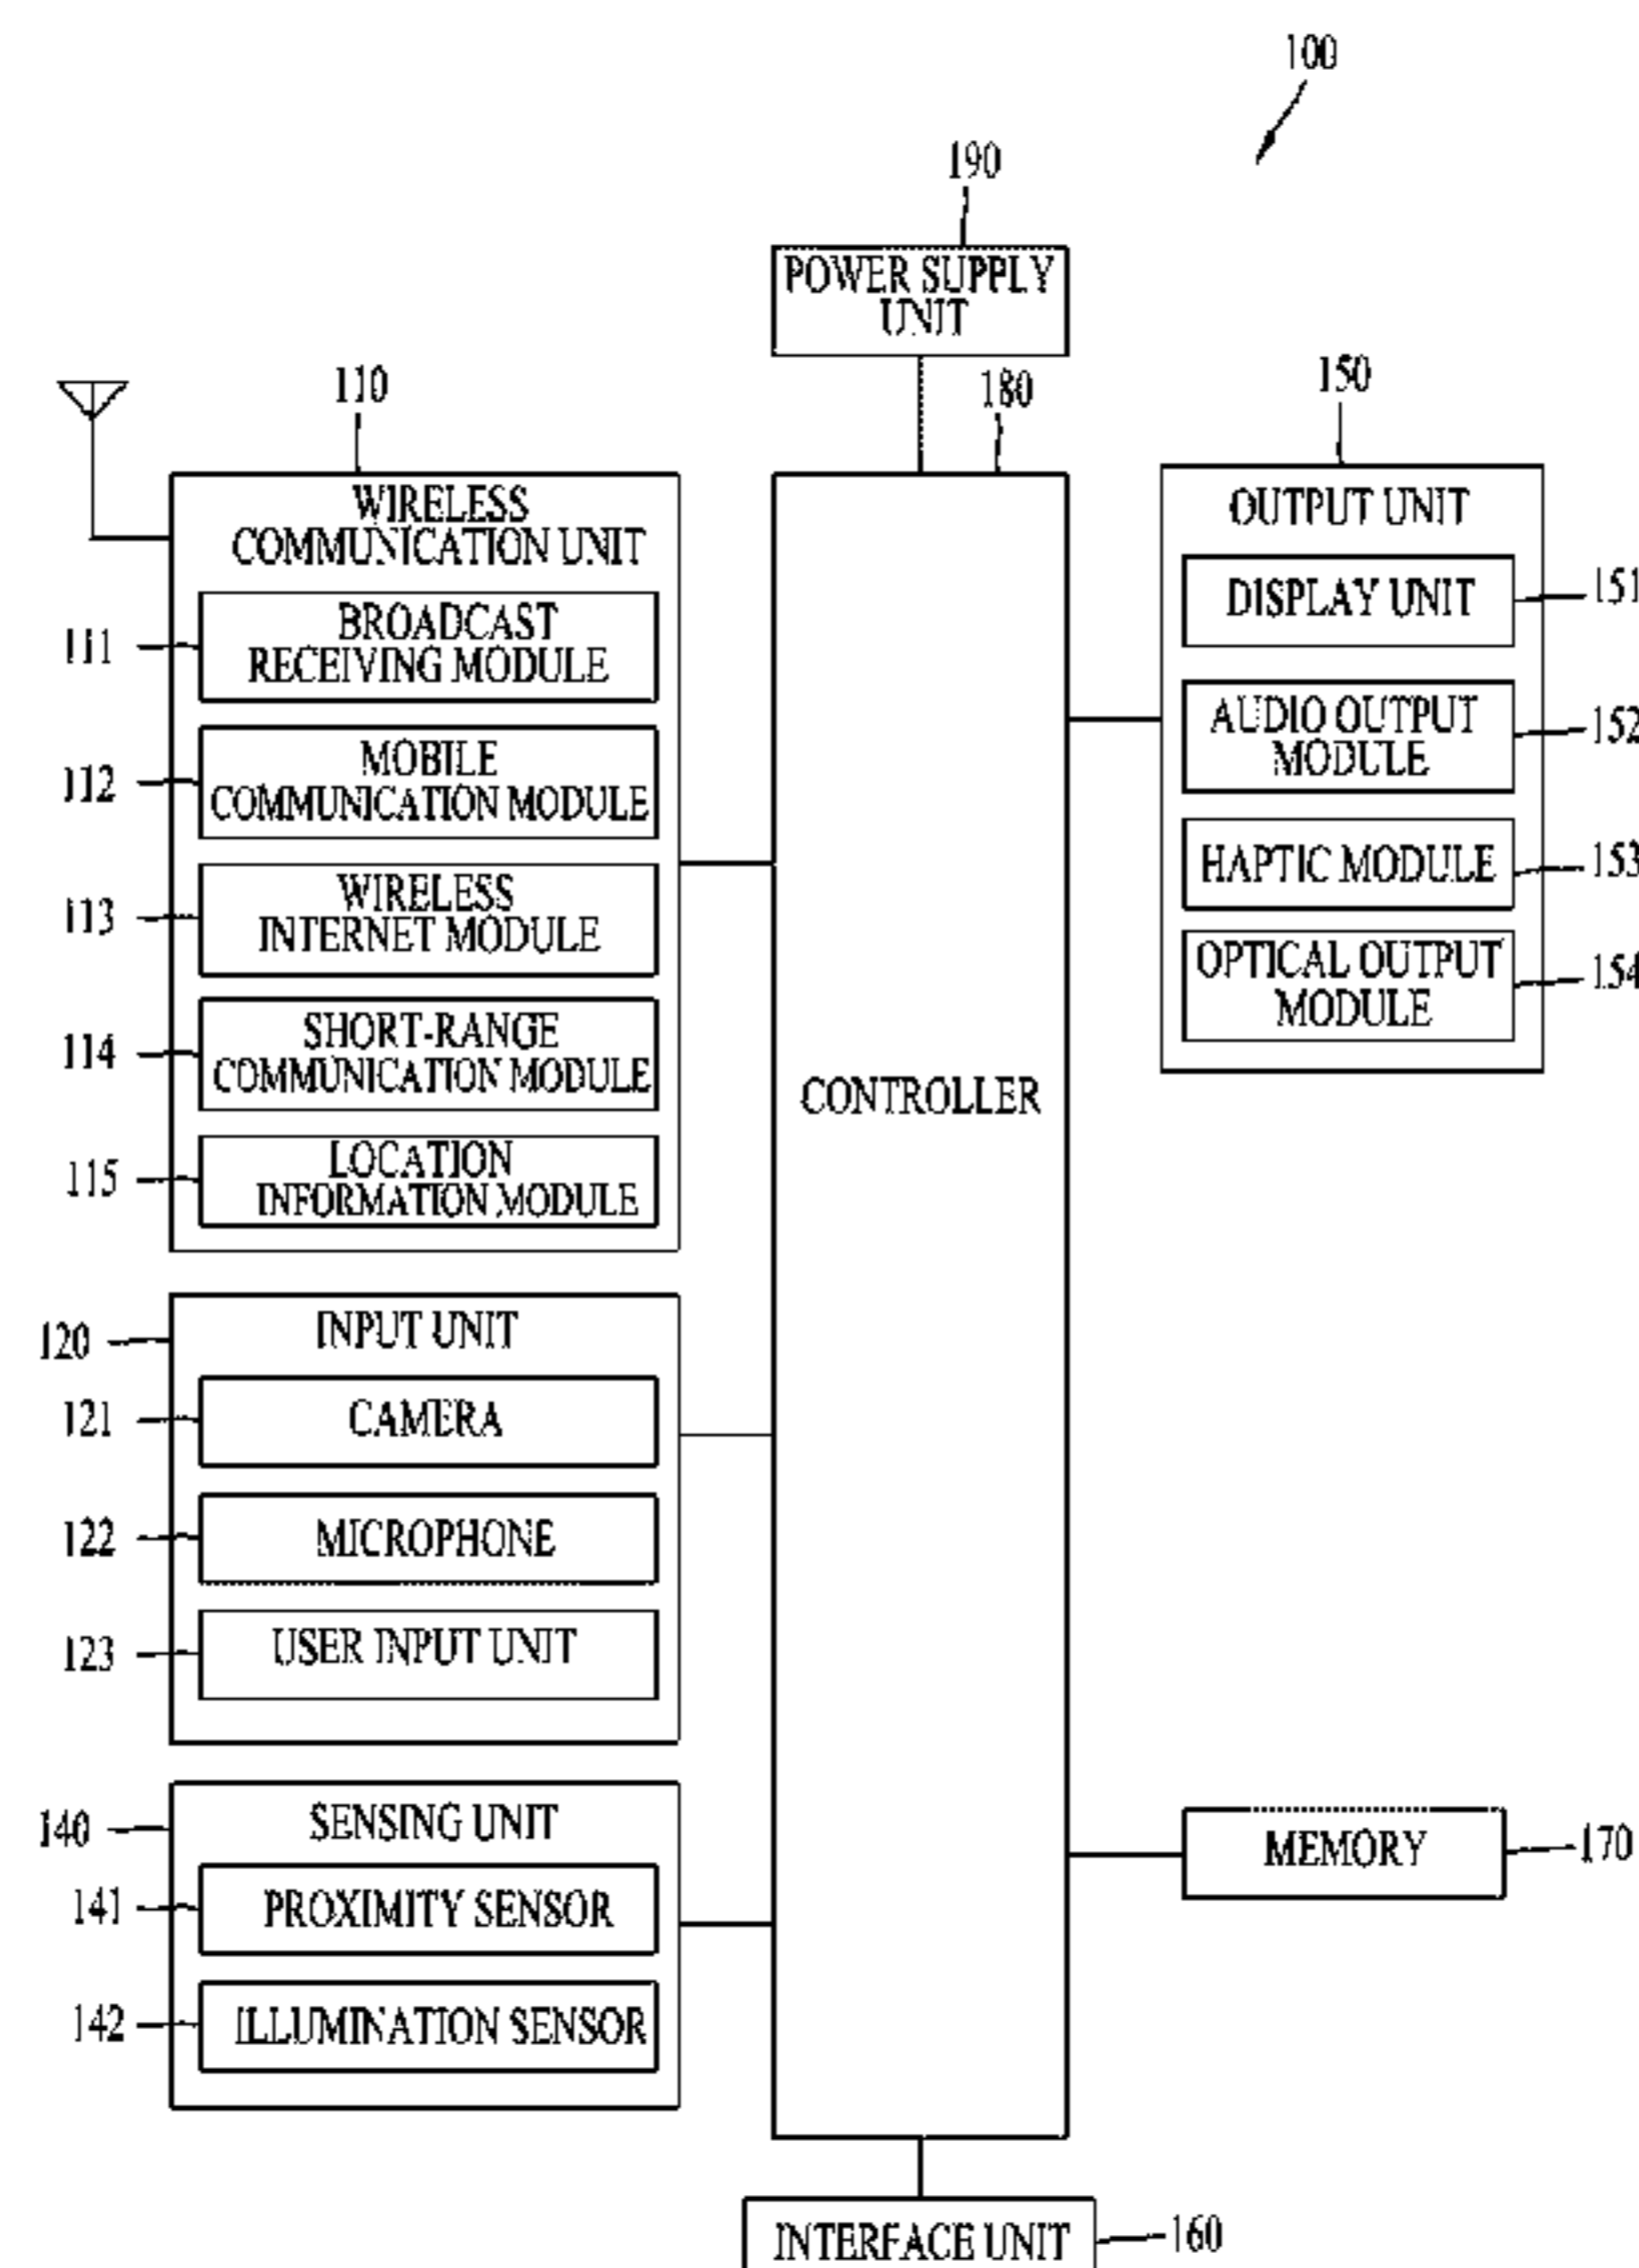 100
190
POWER SUPPLY
UNIT
110
180
150
WIRELESS
COMMUNICATION UNIT
111
BROADCAST
RECEIVING MODULE
112
MOBILE
COMMUNICATION MODULE
113
WIRELESS
INTERNET MODULE
114
SHORT-RANGE
COMMUNICATION MODULE
115
LOCATION
INFORMATION MODULE
120
INPUT UNIT
121
CAMERA
122
MICROPHONE
123
USER INPUT UNIT
140
SENSING UNIT
141
PROXIMITY SENSOR
142
ILLUMINATION SENSOR
CONTROLLER
OUTPUT UNIT
DISPLAY UNIT
151
AUDIO OUTPUT
MODULE
152
HAPTIC MODULE
153
OPTICAL OUTPUT
MODULE
154
MEMORY
170
INTERFACE UNIT
160